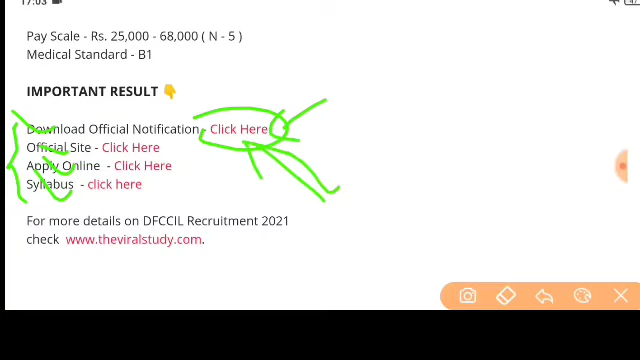 17:03
Pay Scale - Rs. 25,000 - 68,000 ( N - 5 )
Medical Standard - B1
IMPORTANT RESULT 👇
Download Official Notification - Click Here
Official Site - Click Here
Apply Online - Click Here
Syllabus - click here
For more details on DFCCIL Recruitment 2021
check www.theviralstudy.com.